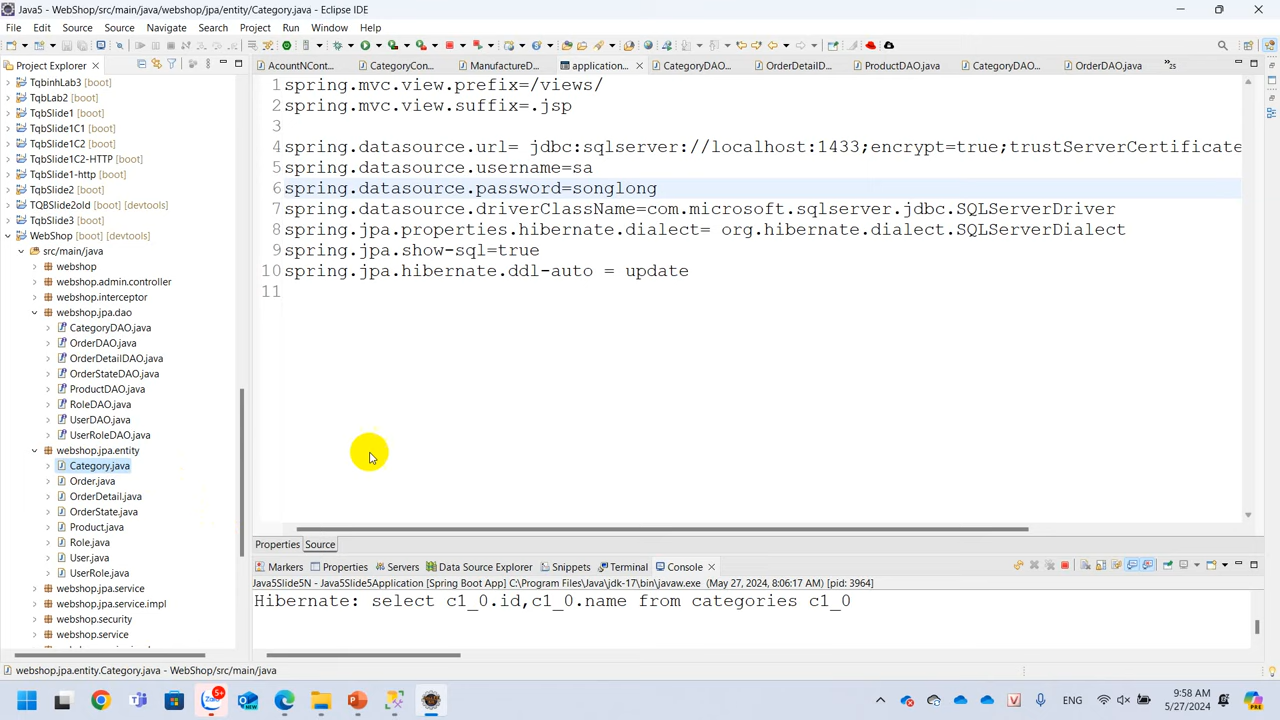 Java5 - WebShop/src/main/java/webshop/jpa/entity/Category.java - Eclipse IDE
File Edit Source Source Navigate Search Project Run Window Help
Project Explorer
AcountNCont... CategoryCon... ManufactureD... application... CategoryDAO... OrderDetailD... ProductDAO.java CategoryDAO... OrderDAO.java »25
TqbinhLab3 [boot]
TqbLab2 [boot]
TqbSlide1 [boot]
TqbSlide1C1 [boot]
TqbSlide1C2 [boot]
TqbSlide1C2-HTTP [boot]
TqbSlide1-http [boot]
TqbSlide2 [boot]
TQBSlide2old [boot] [devtools]
TqbSlide3 [boot]
WebShop [boot] [devtools]
src/main/java
webshop
webshop.admin.controller
webshop.interceptor
webshop.jpa.dao
CategoryDAO.java
OrderDAO.java
OrderDetailDAO.java
OrderStateDAO.java
ProductDAO.java
RoleDAO.java
UserDAO.java
UserRoleDAO.java
webshop.jpa.entity
Category.java
Order.java
OrderDetail.java
OrderState.java
Product.java
Role.java
User.java
UserRole.java
webshop.jpa.service
webshop.jpa.service.impl
webshop.security
webshop.service
1 spring.mvc.view.prefix=/views/
2 spring.mvc.view.suffix=.jsp
3
4 spring.datasource.url= jdbc:sqlserver://localhost:1433;encrypt=true;trustServerCertificate
5 spring.datasource.username=sa
6 spring.datasource.password=songlong
7 spring.datasource.driverClassName=com.microsoft.sqlserver.jdbc.SQLServerDriver
8 spring.jpa.properties.hibernate.dialect= org.hibernate.dialect.SQLServerDialect
9 spring.jpa.show-sql=true
10 spring.jpa.hibernate.ddl-auto = update
11
Properties Source
Markers Properties Servers Data Source Explorer Snippets Terminal Console
Java5Slide5N - Java5Slide5Application [Spring Boot App] C:\Program Files\Java\jdk-17\bin\javaw.exe (May 27, 2024, 8:06:17 AM) [pid: 3964]
Hibernate: select c1_0.id,c1_0.name from categories c1_0
webshop.jpa.entity.Category.java - WebShop/src/main/java
Zalo 5+ NEW ENG 9:58 AM
5/27/2024 PRE